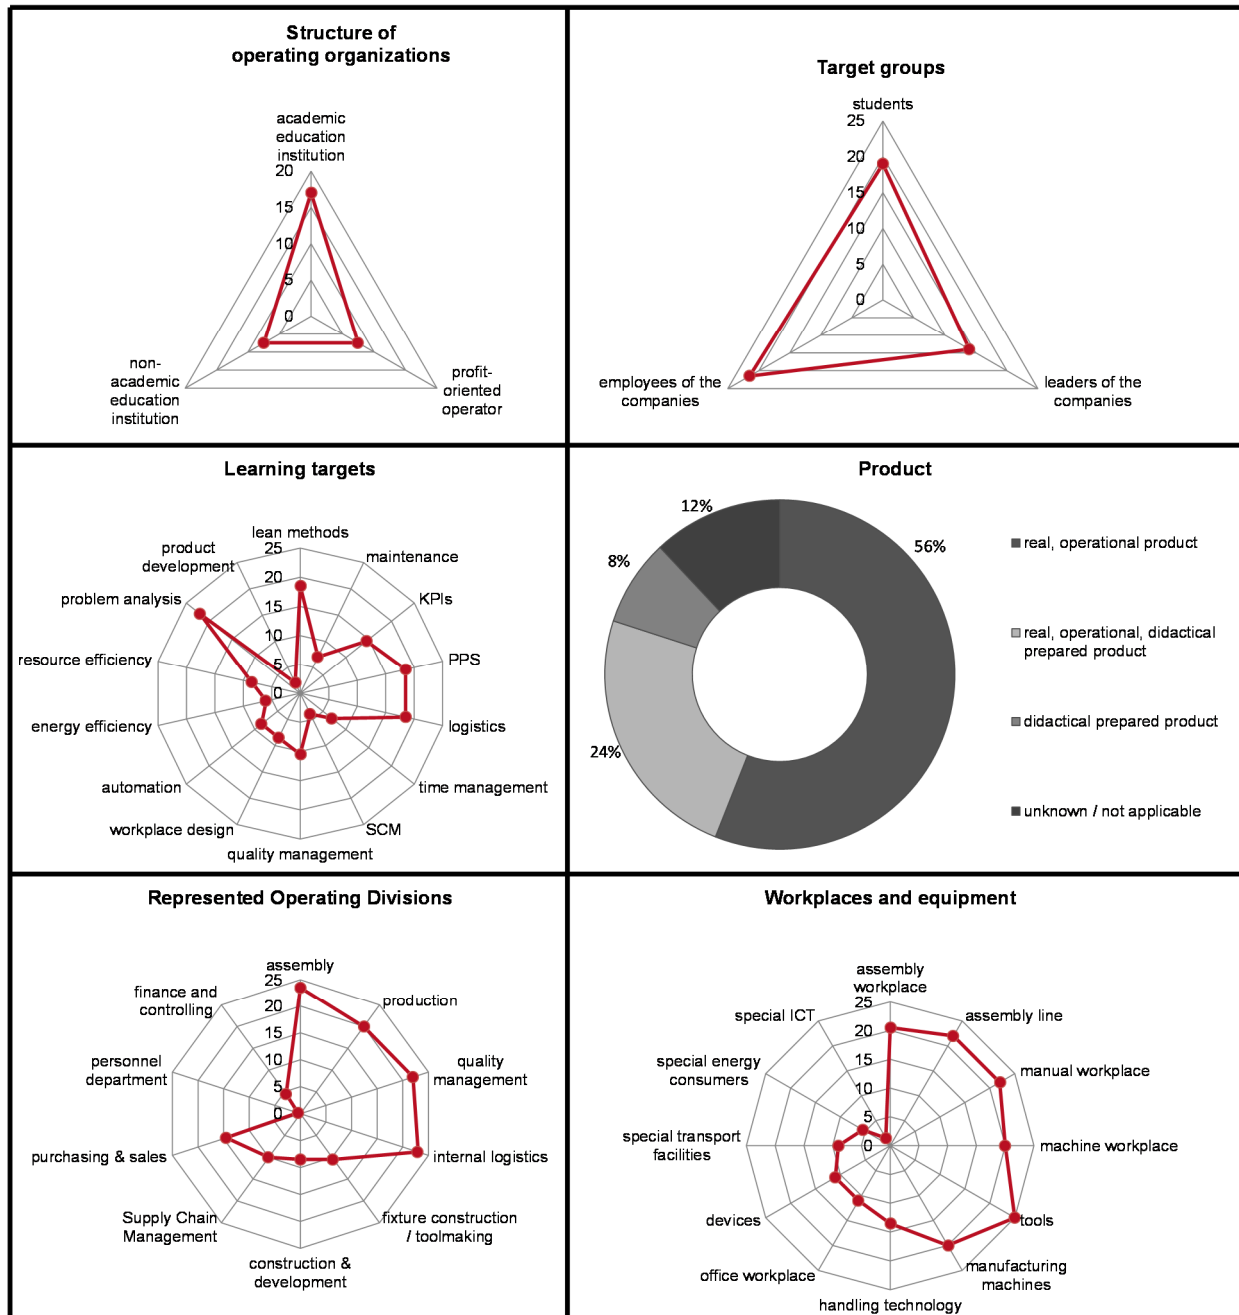 Structure of
operating organizations
academic
education
institution
20
15
10
5
0
non-
academic
education
institution
profit-
oriented
operator
Target groups
students
25
20
15
10
5
0
employees of the
companies
leaders of the
companies
Learning targets
lean methods
maintenance
KPIs
PPS
logistics
time management
SCM
quality management
workplace design
automation
energy efficiency
resource efficiency
problem analysis
product
development
25
20
15
10
5
0
Product
12%
56%
8%
24%
real, operational product
real, operational, didactical
prepared product
didactical prepared product
unknown / not applicable
Represented Operating Divisions
assembly
production
quality
management
internal logistics
fixture construction
/ toolmaking
construction &
development
Supply Chain
Management
purchasing & sales
personnel
department
finance and
controlling
25
20
15
10
5
0
Workplaces and equipment
assembly
workplace
assembly line
manual workplace
machine workplace
tools
manufacturing
machines
handling technology
office workplace
devices
special transport
facilities
special energy
consumers
special ICT
25
20
15
10
5
0